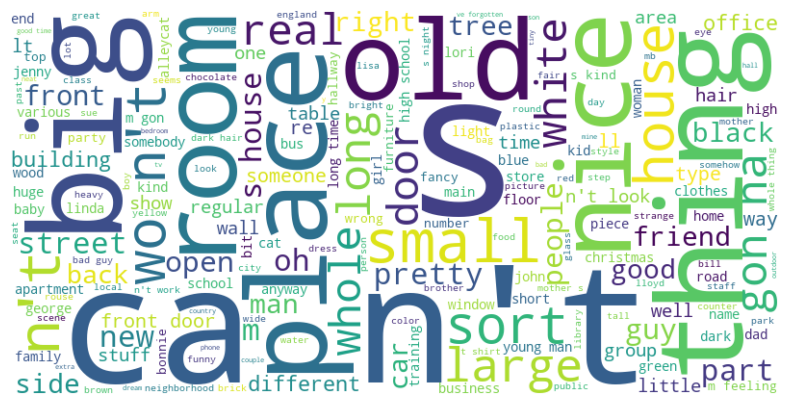 end
great
arm
england
've forgotten
son
good time
lot
young
s night
tiny
lt
top
class
seems
alleycat
real
old
right
tree
lori
lisa
shop
fair
s kind
area
eye
office
mb
hall
past
jenny
sue
chocolate
one
bright
high school
round
day
woman
hair
high
front
various
m gon
hallway
long time
white
nice
run
party
somebody
dark hair
table
re
furniture
light
bag
plastic
mine
style
kid
ll
black
mother
building
bus
girl
time
blue
bedroom
tv
look
s house
someone
door
fancy
store
red
step
type
house
somehow
wood
kind
show
won't
room
place
long
main
picture
n't look
clothes
whole thing
huge
baby
heavy
linda
boy
regular
wall
floor
s
people
piece
strange
home
way
big
yellow
cat
bit
wrong
number
thing
gon na
street
open
oh
dress
person
small
food
glass
christmas
friend
seat
bad guy
back
school
city
whole
pretty
john
good
bill
road
apartment
local
n't work
man
anyway
brother
mother s
lloyd
staff
outdoor
n't
george
rouse
country
window
short
well
counter
park
scene
front door
m
wide
water
car
training
sort
young man
library
tall
guy
dark
name
dad
new
stuff
bonnie
phone
funny
color
shirt
group
green
family
extra
couple
large
part
side
brown
dream
neighborhood
brick
different
can't
business
public
little
m feeling